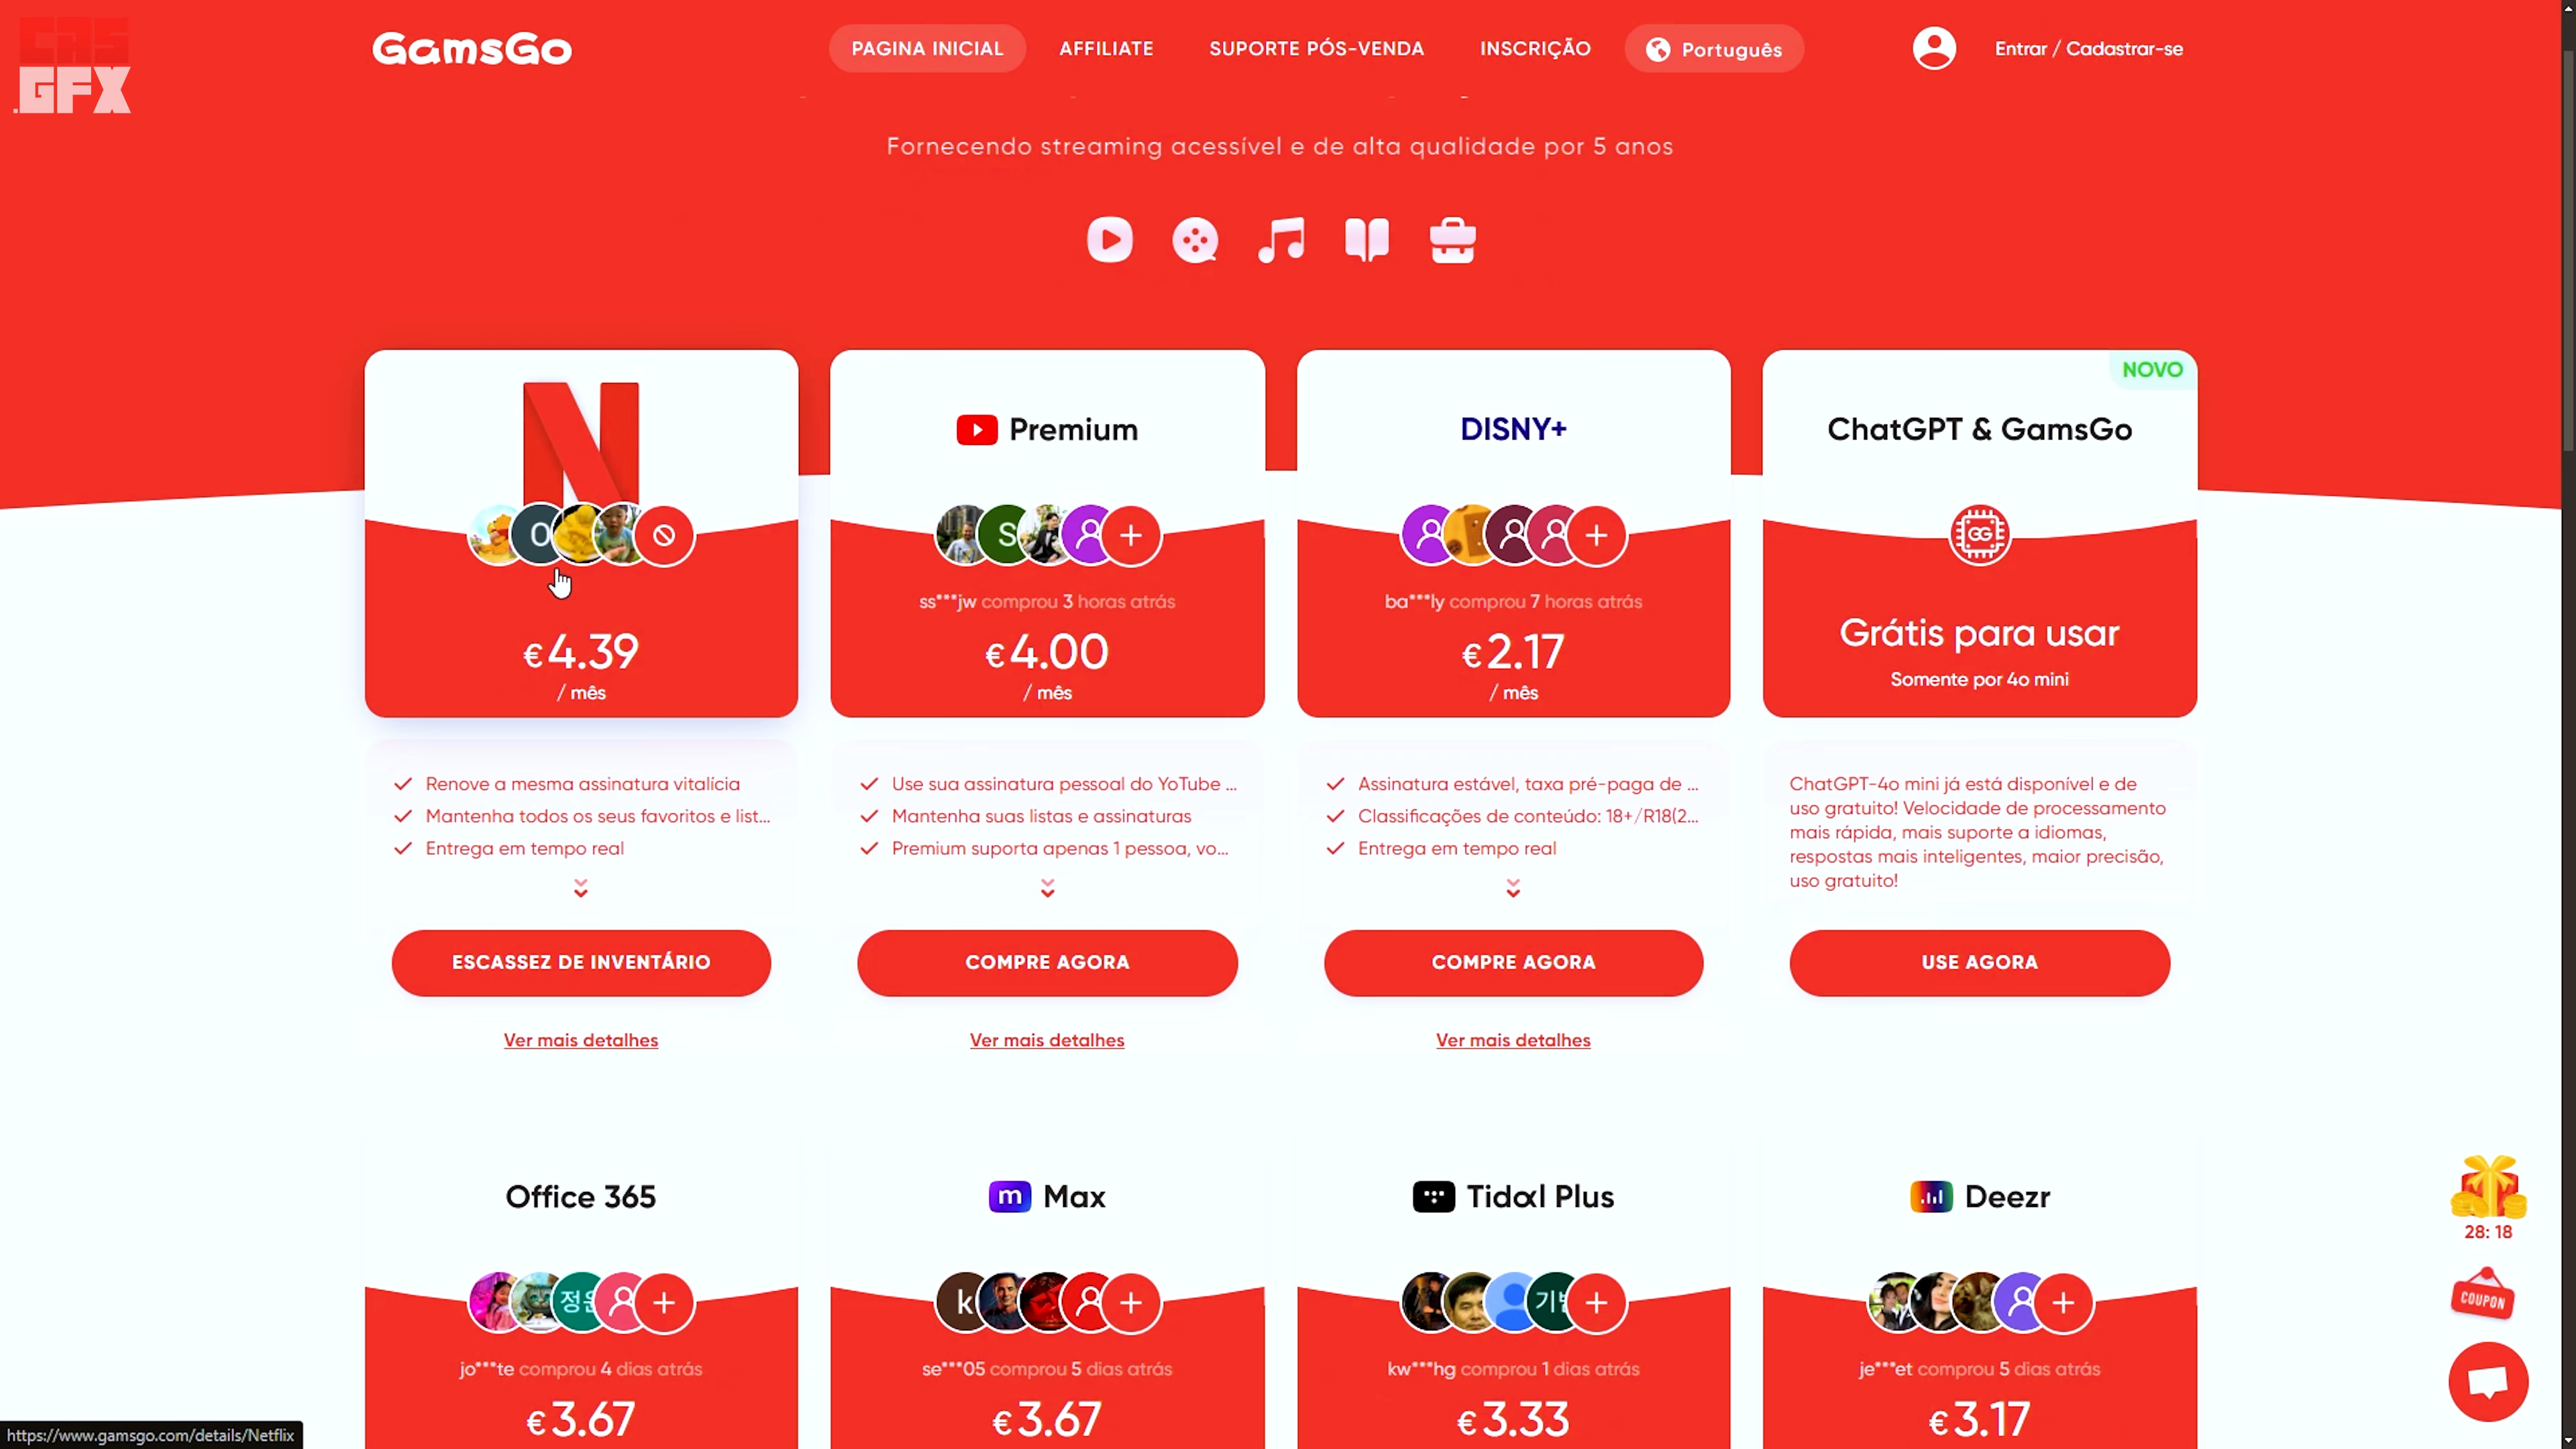 CAS
.GFX
GamsGo
PAGINA INICIAL
AFFILIATE
SUPORTE PÓS-VENDA
INSCRIÇÃO
Português
Entrar / Cadastrar-se
Fornecendo streaming acessível e de alta qualidade por 5 anos
N
O
€4.39
/ mês
Renove a mesma assinatura vitalícia
Mantenha todos os seus favoritos e list...
Entrega em tempo real
ESCASSEZ DE INVENTÁRIO
Ver mais detalhes
Premium
S
ss***jw comprou 3 horas atrás
€4.00
/ mês
Use sua assinatura pessoal do YoTube ...
Mantenha suas listas e assinaturas
Premium suporta apenas 1 pessoa, vo...
COMPRE AGORA
Ver mais detalhes
DISNY+
ba***ly comprou 7 horas atrás
€2.17
/ mês
Assinatura estável, taxa pré-paga de ...
Classificações de conteúdo: 18+/R18(2...
Entrega em tempo real
COMPRE AGORA
Ver mais detalhes
NOVO
ChatGPT & GamsGo
GG
Grátis para usar
Somente por 4o mini
ChatGPT-4o mini já está disponível e de
uso gratuito! Velocidade de processamento
mais rápida, mais suporte a idiomas,
respostas mais inteligentes, maior precisão,
uso gratuito!
USE AGORA
Office 365
jo***te comprou 4 dias atrás
€3.67
m Max
k
se***05 comprou 5 dias atrás
€3.67
Tidal Plus
kw***hg comprou 1 dias atrás
€3.33
Deezr
je***et comprou 5 dias atrás
€3.17
28: 18
COUPON
https://www.gamsgo.com/details/Netflix